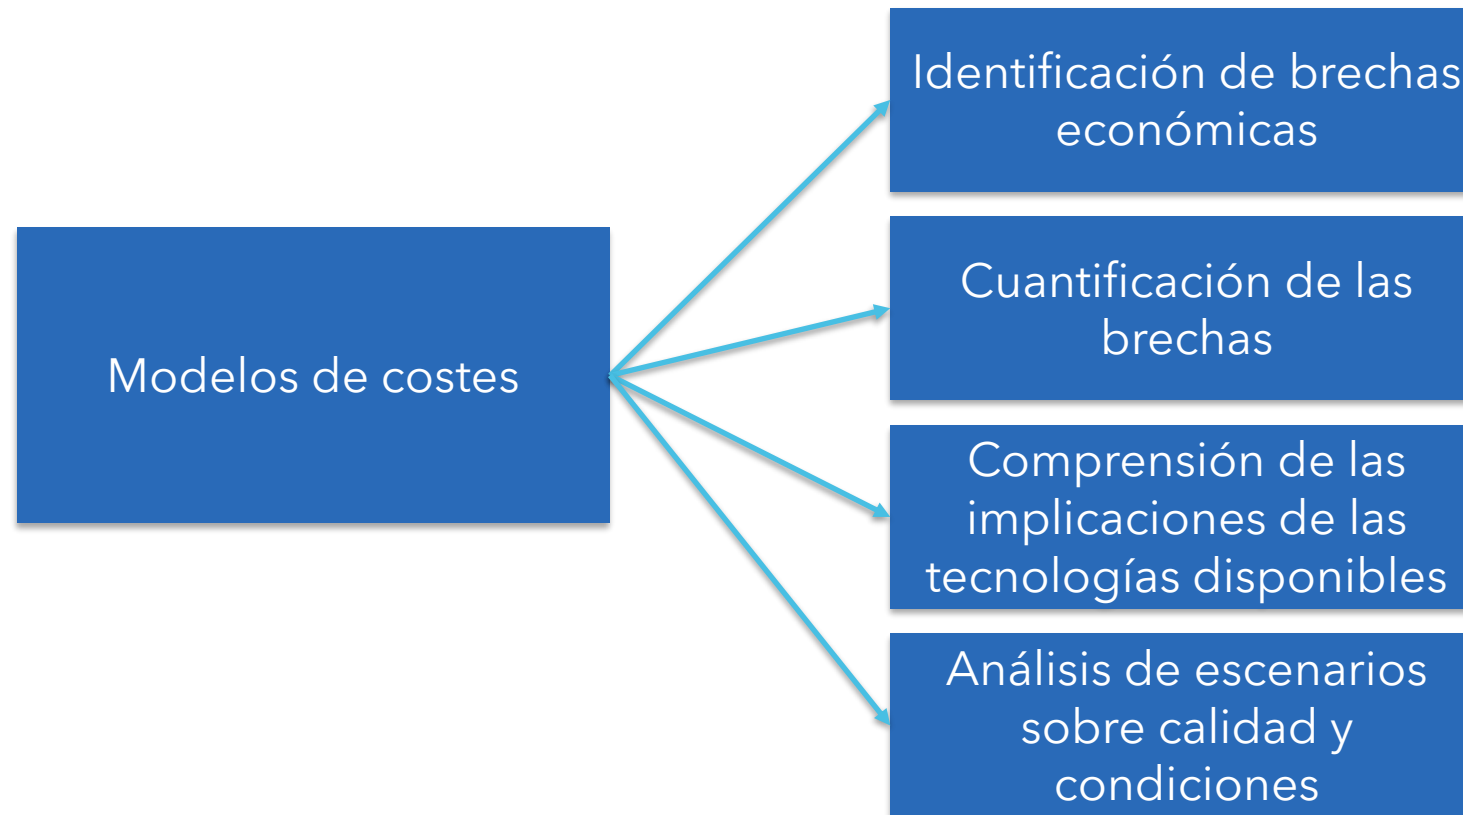 Modelos de costes
Identificación de brechas
económicas
Cuantificación de las
brechas
Comprensión de las
implicaciones de las
tecnologías disponibles
Análisis de escenarios
sobre calidad y
condiciones